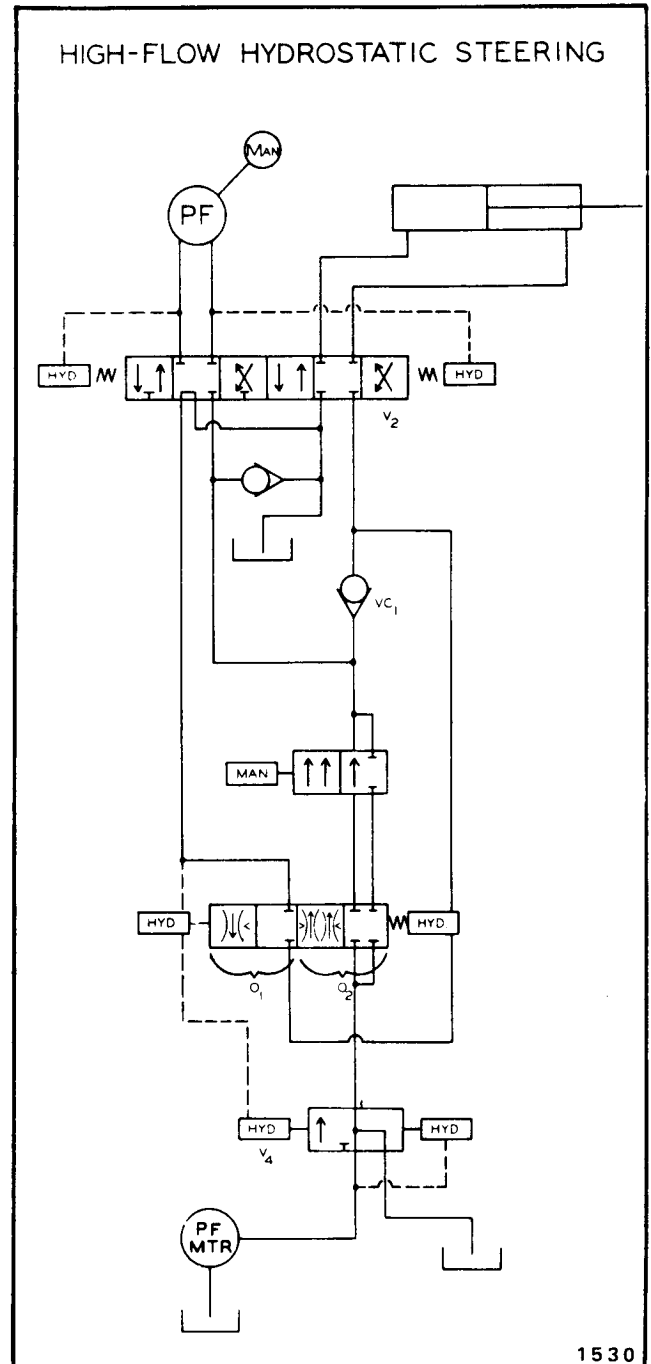 HIGH-FLOW HYDROSTATIC STEERING
MAN
PF
HYD
HYD
V2
VC1
MAN
HYD
HYD.
O1
O2
HYD
HYD
V4
PF
MTR
1530